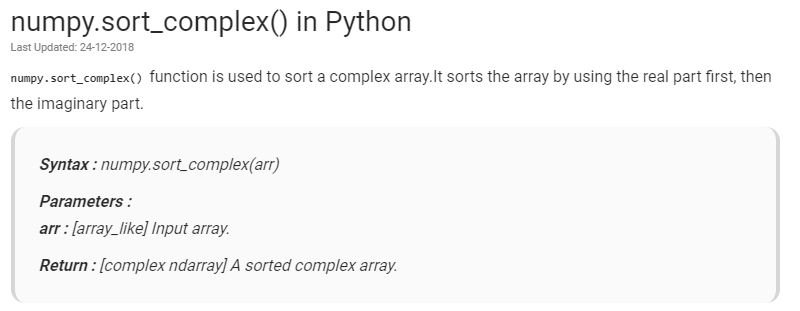 numpy.sort_complex() in Python
Last Updated: 24-12-2018
numpy.sort_complex() function is used to sort a complex array.It sorts the array by using the real part first, then
the imaginary part.
Syntax : numpy.sort_complex(arr)
Parameters :
arr : [array_like] Input array.
Return : [complex ndarray] A sorted complex array.